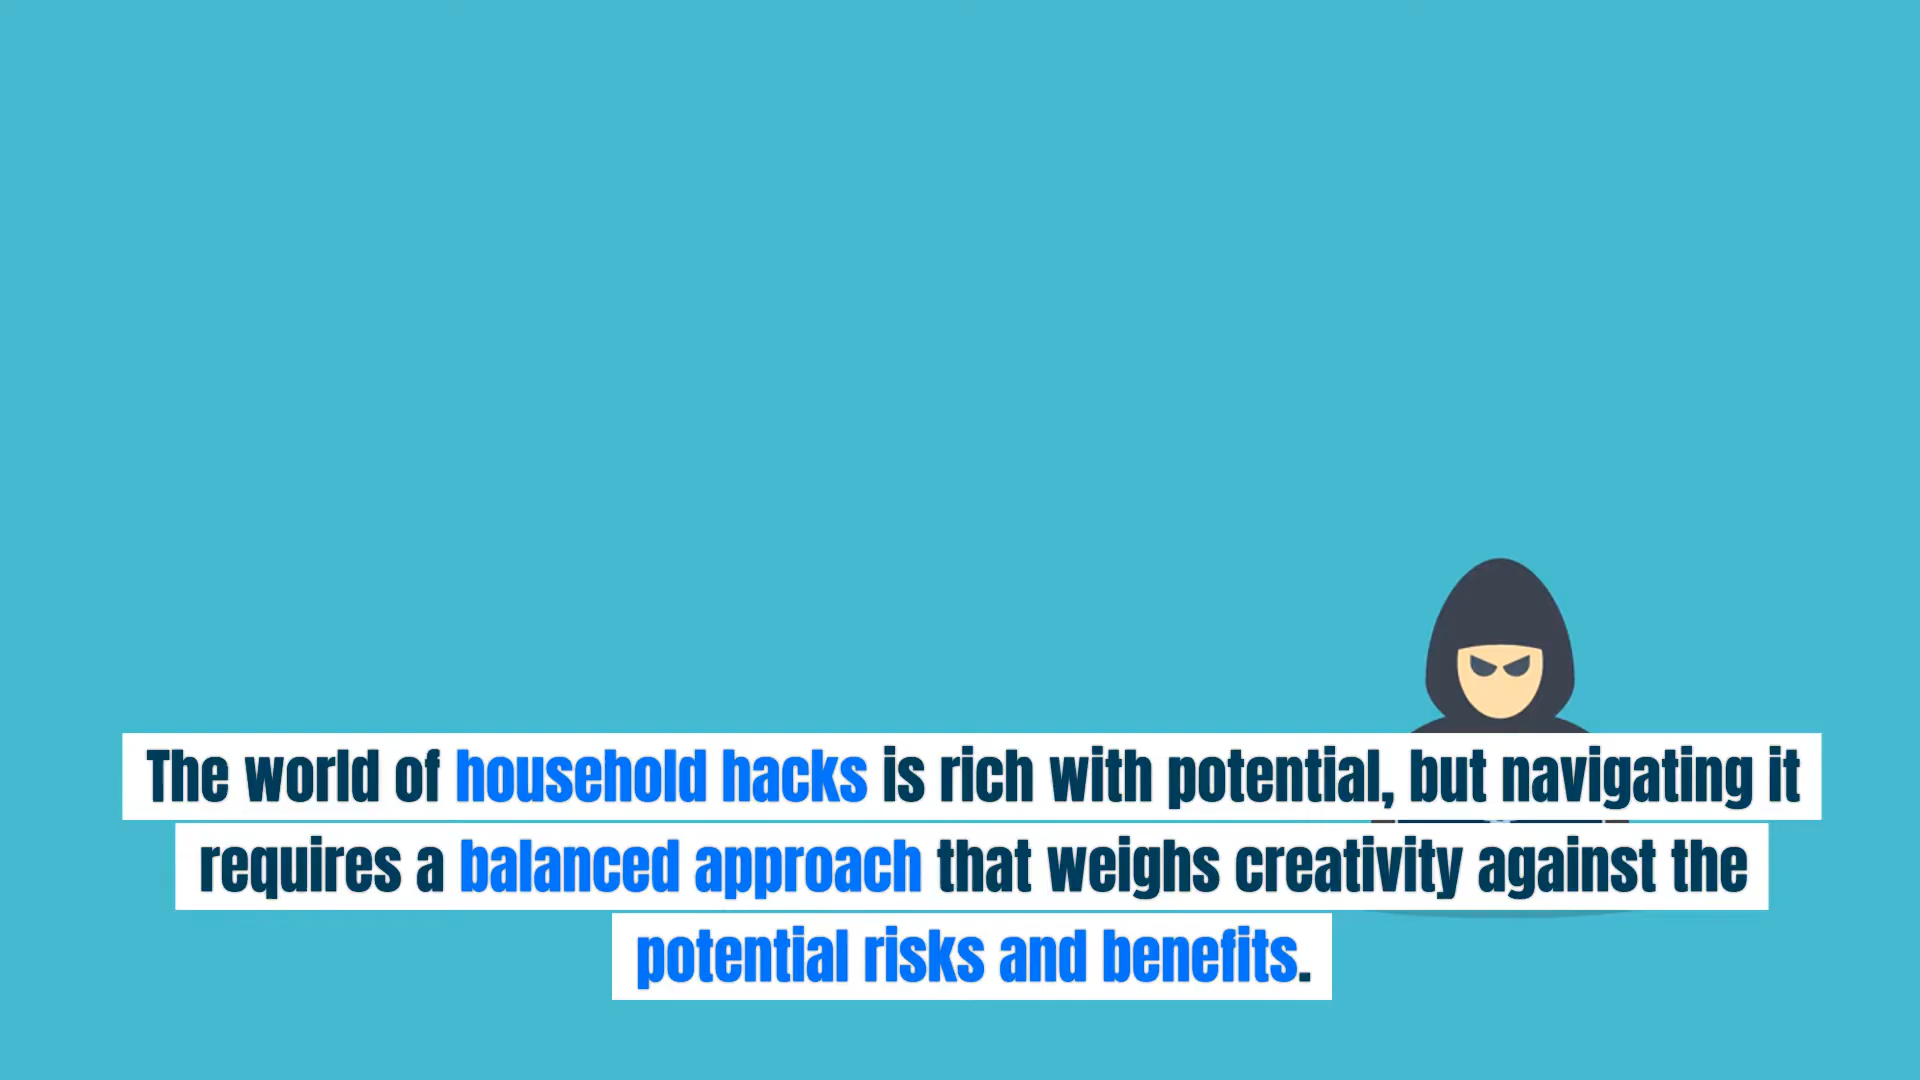 The world of household hacks is rich with potential, but navigating it
requires a balanced approach that weighs creativity against the
potential risks and benefits.